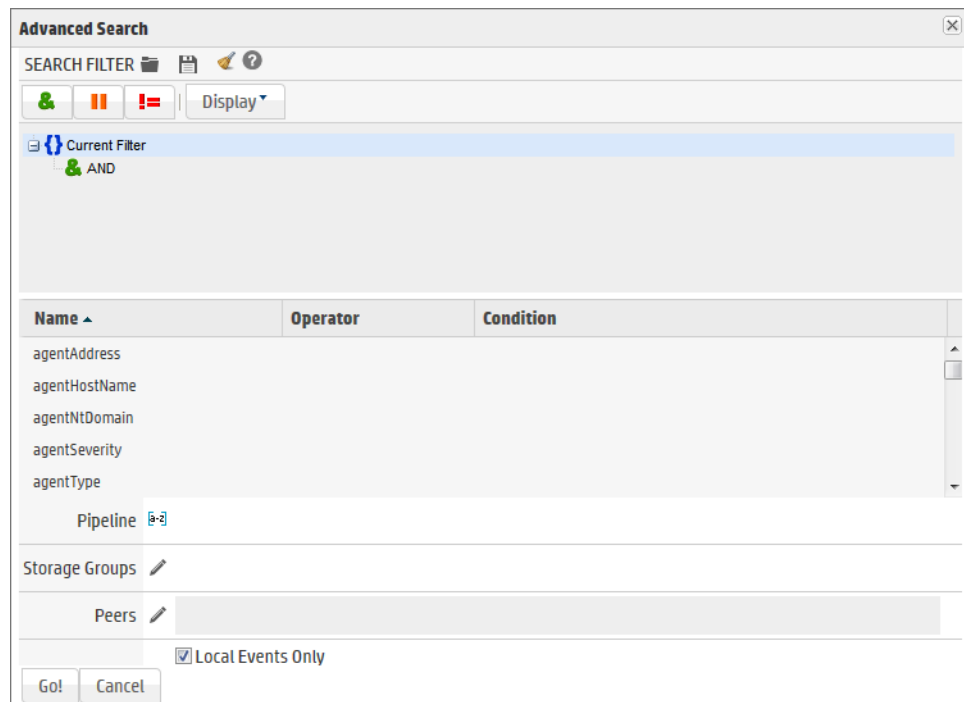 Advanced Search
SEARCH FILTER
& != Display
{} Current Filter
& AND
Name Operator Condition
agentAddress
agentHostName
agentNtDomain
agentSeverity
agentType
Pipeline [a-z]
Storage Groups
Peers
Local Events Only
Go! Cancel